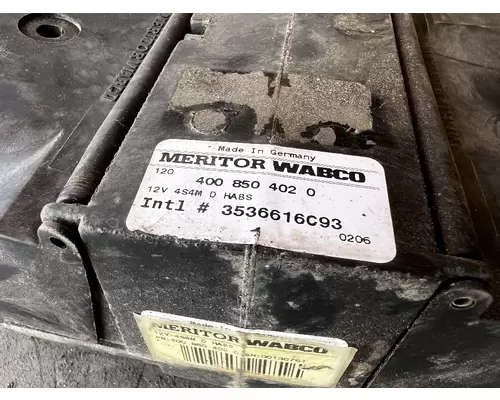 Made In Germany
MERITOR WABCO
120
400 850 402 0
12V 4S4M D HABS
Intl # 3536616C93
0206
MERITOR WABCO